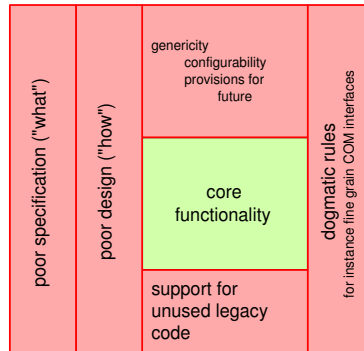 poor specification ("what")
poor design ("how")
genericity
configurability
provisions for
future
core
functionality
support for
unused legacy
code
dogmatic rules
for instance fine grain COM interfaces